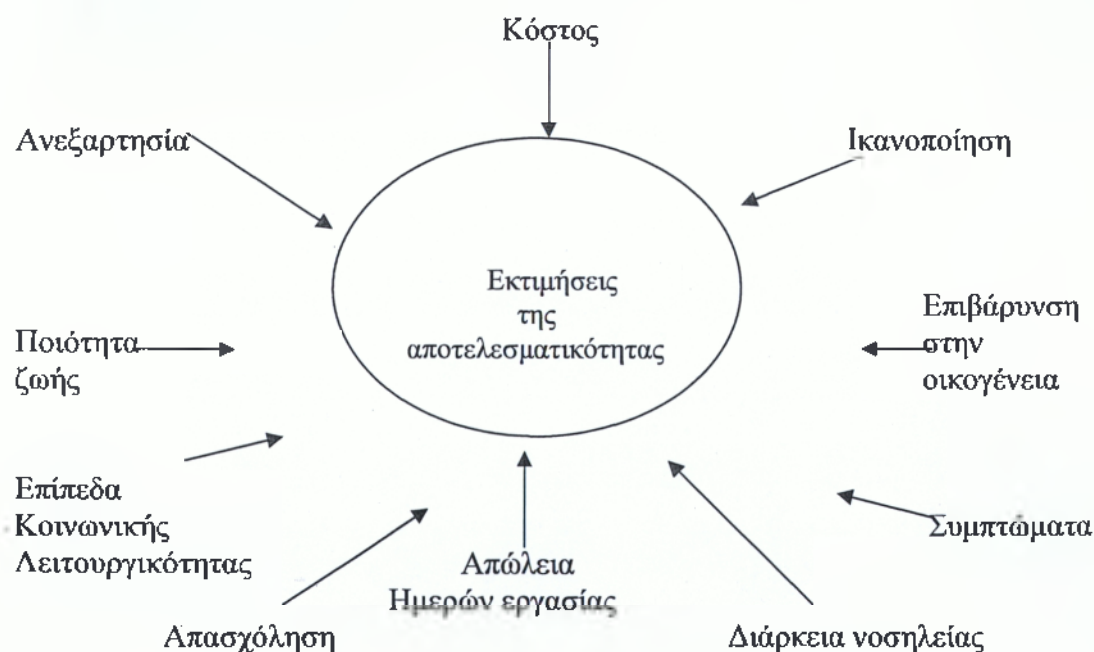 Κόστος
Ανεξαρτησία
Ικανοποίηση
Εκτιμήσεις
της
αποτελεσματικότητας
Ποιότητα
ζωής
Επιβάρυνση
στην
οικογένεια
Επίπεδα
Κοινωνικής
Λειτουργικότητας
Συμπτώματα
Απώλεια
Ημερών εργασίας
Απασχόληση
Διάρκεια νοσηλείας